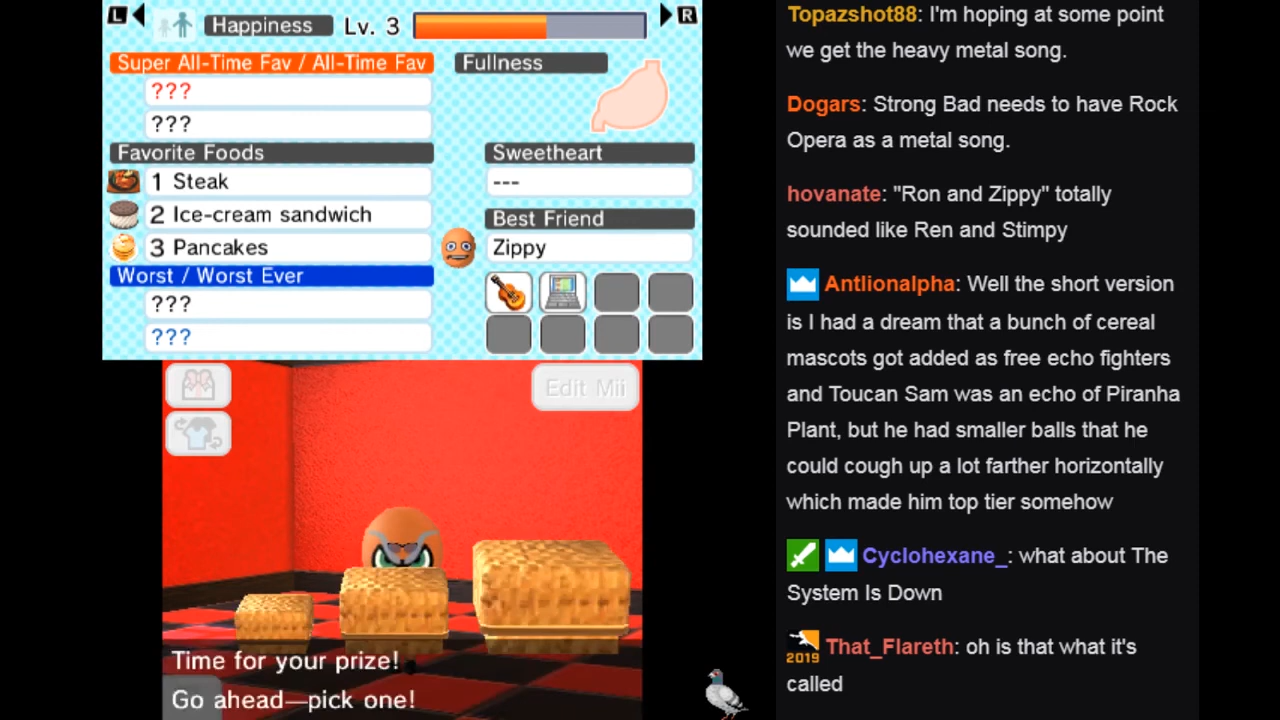 L
Happiness Lv. 3
R
Super All-Time Fav / All-Time Fav
???
???
Favorite Foods
1 Steak
2 Ice-cream sandwich
3 Pancakes
Worst / Worst Ever
???
???
Fullness
Sweetheart
---
Best Friend
Zippy
Edit Mii
Time for your prize!
Go ahead—pick one!
Topazshot88: I'm hoping at some point
we get the heavy metal song.
Dogars: Strong Bad needs to have Rock
Opera as a metal song.
hovanate: "Ron and Zippy" totally
sounded like Ren and Stimpy
Antlionalpha: Well the short version
is I had a dream that a bunch of cereal
mascots got added as free echo fighters
and Toucan Sam was an echo of Piranha
Plant, but he had smaller balls that he
could cough up a lot farther horizontally
which made him top tier somehow
Cyclohexane_: what about The
System Is Down
2019 That_Flareth: oh is that what it's
called